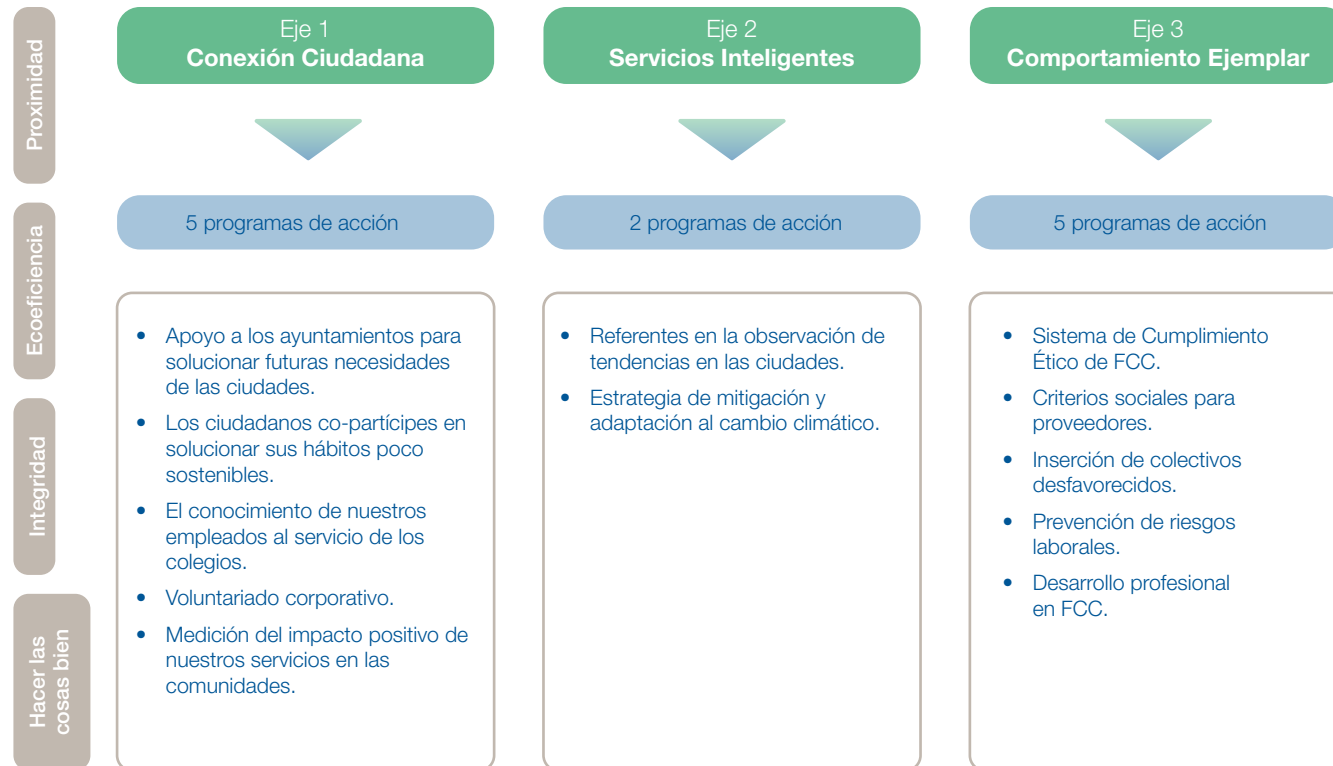 Proximidad
Ecoeficiencia
Integridad
Hacer las
cosas bien
Eje 1
Conexión Ciudadana
5 programas de acción
• Apoyo a los ayuntamientos para
solucionar futuras necesidades
de las ciudades.
• Los ciudadanos co-partícipes en
solucionar sus hábitos poco
sostenibles.
• El conocimiento de nuestros
empleados al servicio de los
colegios.
• Voluntariado corporativo.
• Medición del impacto positivo de
nuestros servicios en las
comunidades.
Eje 2
Servicios Inteligentes
2 programas de acción
• Referentes en la observación de
tendencias en las ciudades.
• Estrategia de mitigación y
adaptación al cambio climático.
Eje 3
Comportamiento Ejemplar
5 programas de acción
• Sistema de Cumplimiento
Ético de FCC.
• Criterios sociales para
proveedores.
• Inserción de colectivos
desfavorecidos.
• Prevención de riesgos
laborales.
• Desarrollo profesional
en FCC.